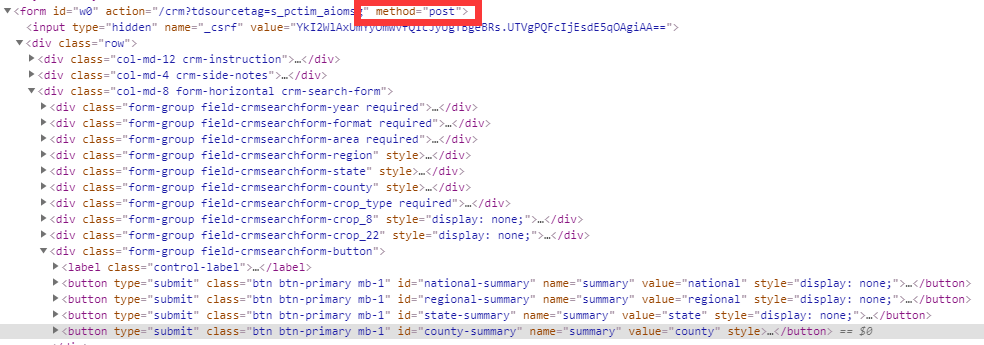 ▼<form id="w0" action="/crm?tdsourcetag=s_pctim_aioms" method="post">
<input type="hidden" name="_csrf">
▼<div class="row">
▶<div class="col-md-12 crm-instruction">…</div>
▶<div class="col-md-4 crm-side-notes">…</div>
▼<div class="col-md-8 form-horizontal crm-search-form">
▶<div class="form-group field-crmsearchform-year required">…</div>
▶<div class="form-group field-crmsearchform-format required">…</div>
▶<div class="form-group field-crmsearchform-area required">…</div>
▶<div class="form-group field-crmsearchform-region" style>…</div>
▶<div class="form-group field-crmsearchform-state" style>…</div>
▶<div class="form-group field-crmsearchform-county" style>…</div>
▶<div class="form-group field-crmsearchform-crop_type required">…</div>
▶<div class="form-group field-crmsearchform-crop_8" style="display: none;">…</div>
▶<div class="form-group field-crmsearchform-crop_22" style="display: none;">…</div>
▼<div class="form-group field-crmsearchform-button">
▶<label class="control-label">…</label>
▶<button type="submit" class="btn btn-primary mb-1" id="national-summary" name="summary" value="national" style="display: none;">…</button>
▶<button type="submit" class="btn btn-primary mb-1" id="regional-summary" name="summary" value="regional" style="display: none;">…</button>
▶<button type="submit" class="btn btn-primary mb-1" id="state-summary" name="summary" value="state" style="display: none;">…</button>
▶<button type="submit" class="btn btn-primary mb-1" id="county-summary" name="summary" value="county" style>…</button> == $0